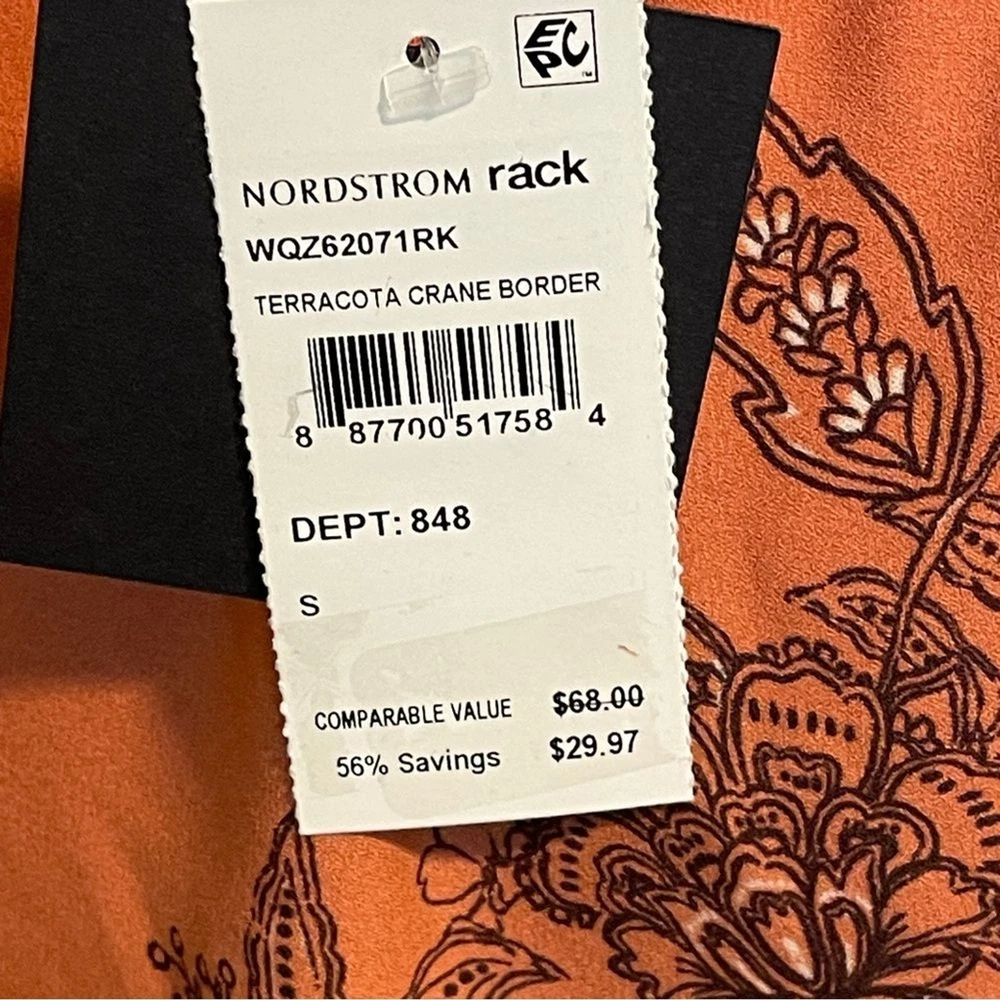 EPC™
NORDSTROM rack
WQZ62071RK
TERRACOTA CRANE BORDER
8 87700 51758 4
DEPT: 848
S
COMPARABLE VALUE $68.00
56% Savings $29.97